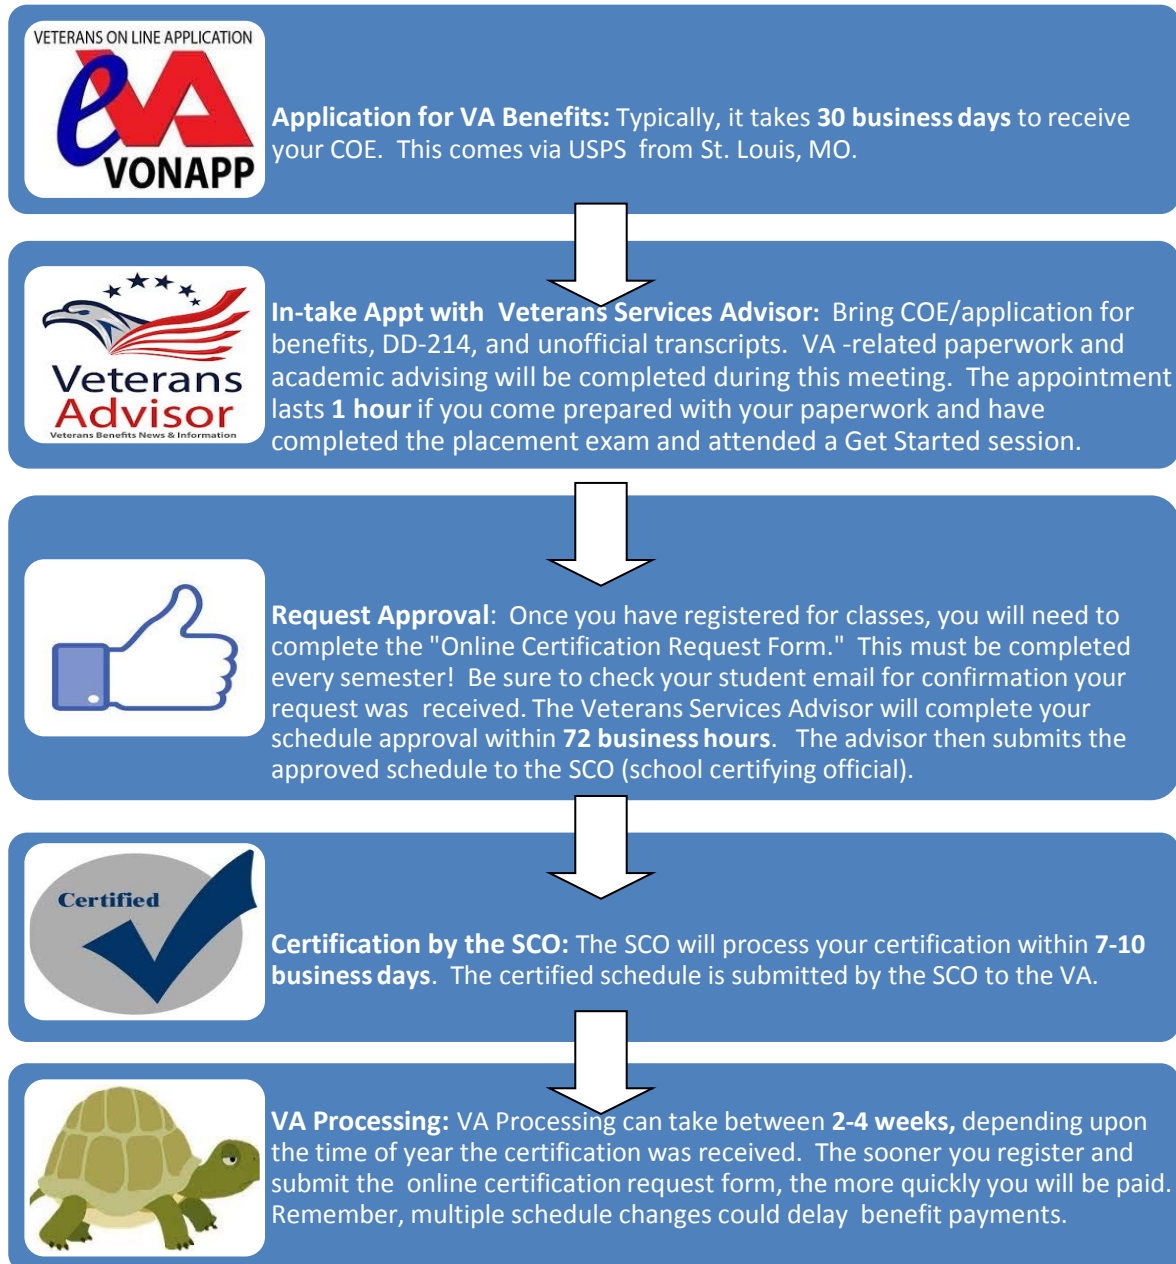 VETERANS ON LINE APPLICATION
eVA
VONAPP
Application for VA Benefits: Typically, it takes 30 business days to receive
your COE. This comes via USPS from St. Louis, MO.
Veterans
Advisor
Veterans Benefits News & Information
In-take Appt with Veterans Services Advisor: Bring COE/application for
benefits, DD-214, and unofficial transcripts. VA -related paperwork and
academic advising will be completed during this meeting. The appointment
lasts 1 hour if you come prepared with your paperwork and have
completed the placement exam and attended a Get Started session.
Request Approval: Once you have registered for classes, you will need to
complete the "Online Certification Request Form." This must be completed
every semester! Be sure to check your student email for confirmation your
request was received. The Veterans Services Advisor will complete your
schedule approval within 72 business hours. The advisor then submits the
approved schedule to the SCO (school certifying official).
Certified
Certification by the SCO: The SCO will process your certification within 7-10
business days. The certified schedule is submitted by the SCO to the VA.
VA Processing: VA Processing can take between 2-4 weeks, depending upon
the time of year the certification was received. The sooner you register and
submit the online certification request form, the more quickly you will be paid.
Remember, multiple schedule changes could delay benefit payments.